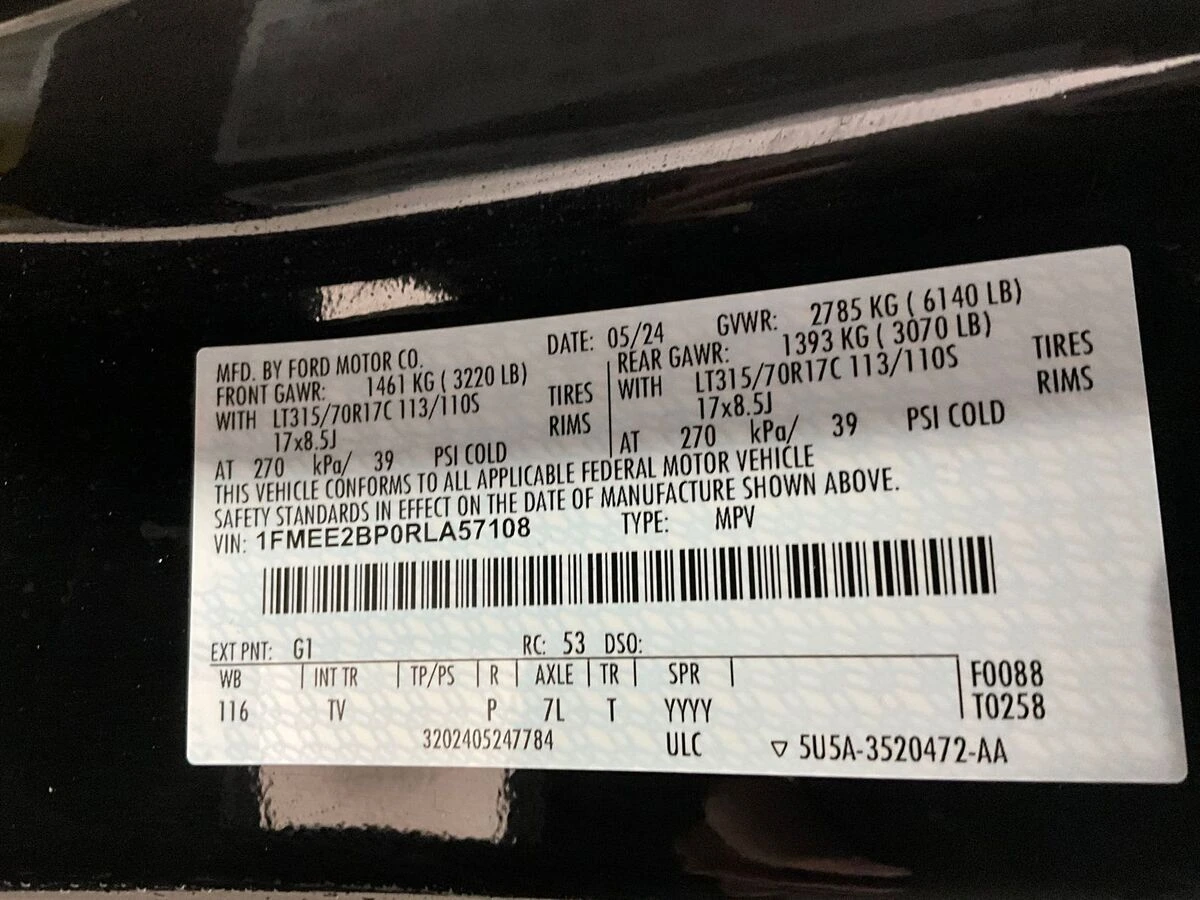 MFD. BY FORD MOTOR CO. DATE: 05/24 GVWR: 2785 KG ( 6140 LB)
FRONT GAWR: 1461 KG ( 3220 LB)
WITH LT315/70R17C 113/110S TIRES
17x8.5J RIMS
AT 270 kPa/ 39 PSI COLD
REAR GAWR: 1393 KG ( 3070 LB)
WITH LT315/70R17C 113/110S TIRES
17x8.5J RIMS
AT 270 kPa/ 39 PSI COLD
THIS VEHICLE CONFORMS TO ALL APPLICABLE FEDERAL MOTOR VEHICLE
SAFETY STANDARDS IN EFFECT ON THE DATE OF MANUFACTURE SHOWN ABOVE.
VIN: 1FMEE2BP0RLA57108 TYPE: MPV
EXT PNT: G1 RC: 53 DSO:
WB INT TR TP/PS R AXLE TR SPR F0088
116 TV P 7L T YYYY T0258
3202405247784 ULC ▽ 5U5A-3520472-AA